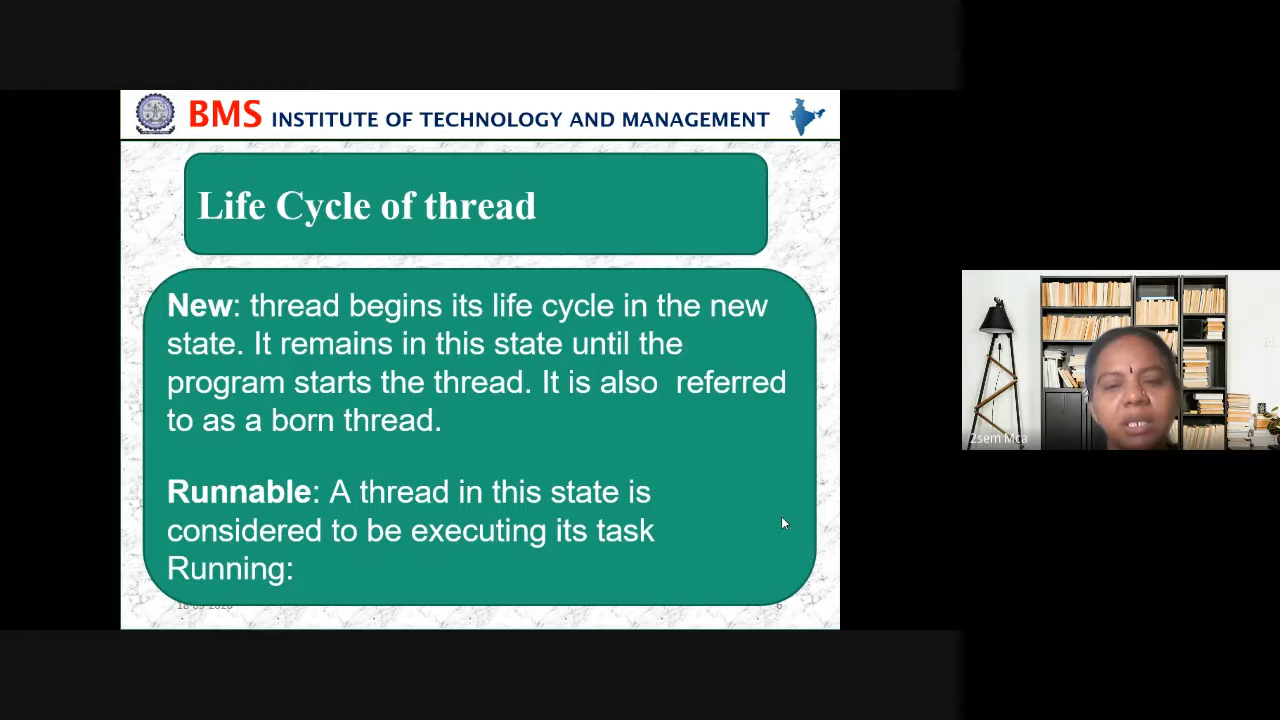 BMS INSTITUTE OF TECHNOLOGY AND MANAGEMENT
Life Cycle of thread
New: thread begins its life cycle in the new
state. It remains in this state until the
program starts the thread. It is also  referred
to as a born thread.
Runnable: A thread in this state is
considered to be executing its task
Running:
6
2sem Mca